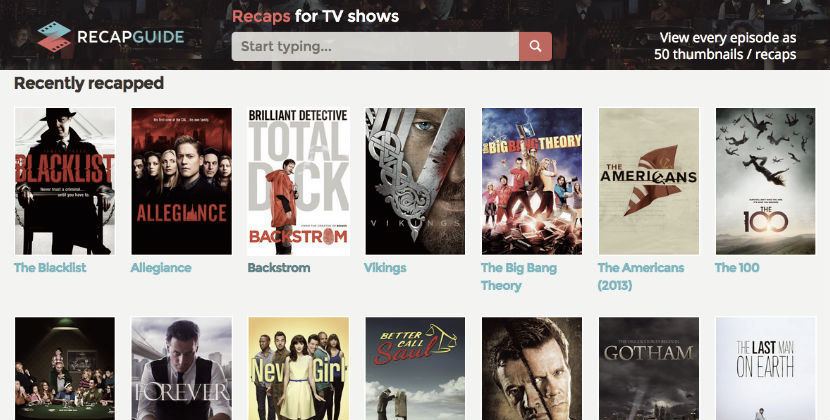 Recaps for TV shows
RECAPGUIDE
Start typing...
View every episode as
50 thumbnails / recaps
Recently recapped
BLACKLIST
Never trust a criminal...
until you have to.
ALLEGIANCE
BRILLIANT DETECTIVE
TOTAL
DICK
BACKSTROM
VIKINGS
THE BIG BANG THEORY
THE
AMERICANS
THE
100
The Blacklist
Allegiance
Backstrom
Vikings
The Big Bang
Theory
The Americans
(2013)
The 100
FOREVER
New Girl
BETTER
CALL
Saul
GOTHAM
THE LAST MAN
ON EARTH